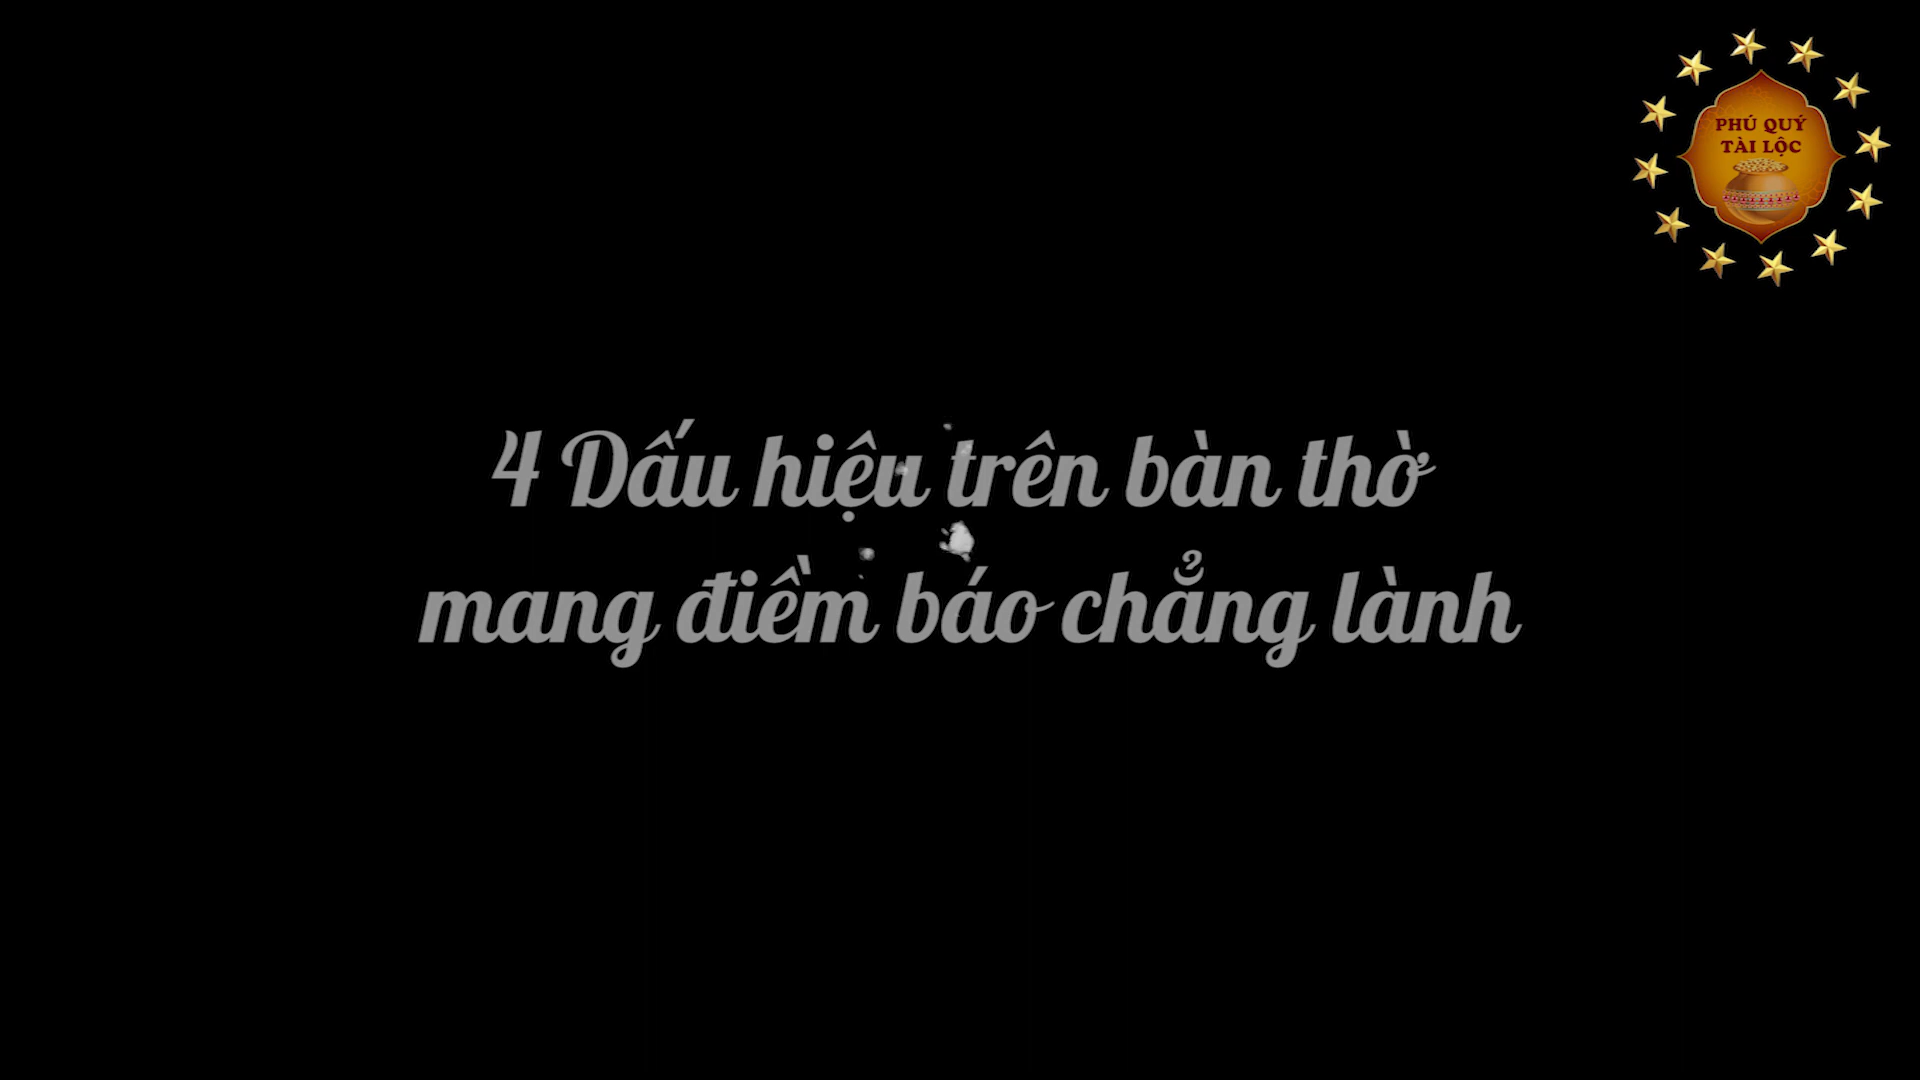 PHÚ QUÝ
TÀI LỘC
4 Dấu hiệu trên bàn thờ
mang điềm báo chẳng lành